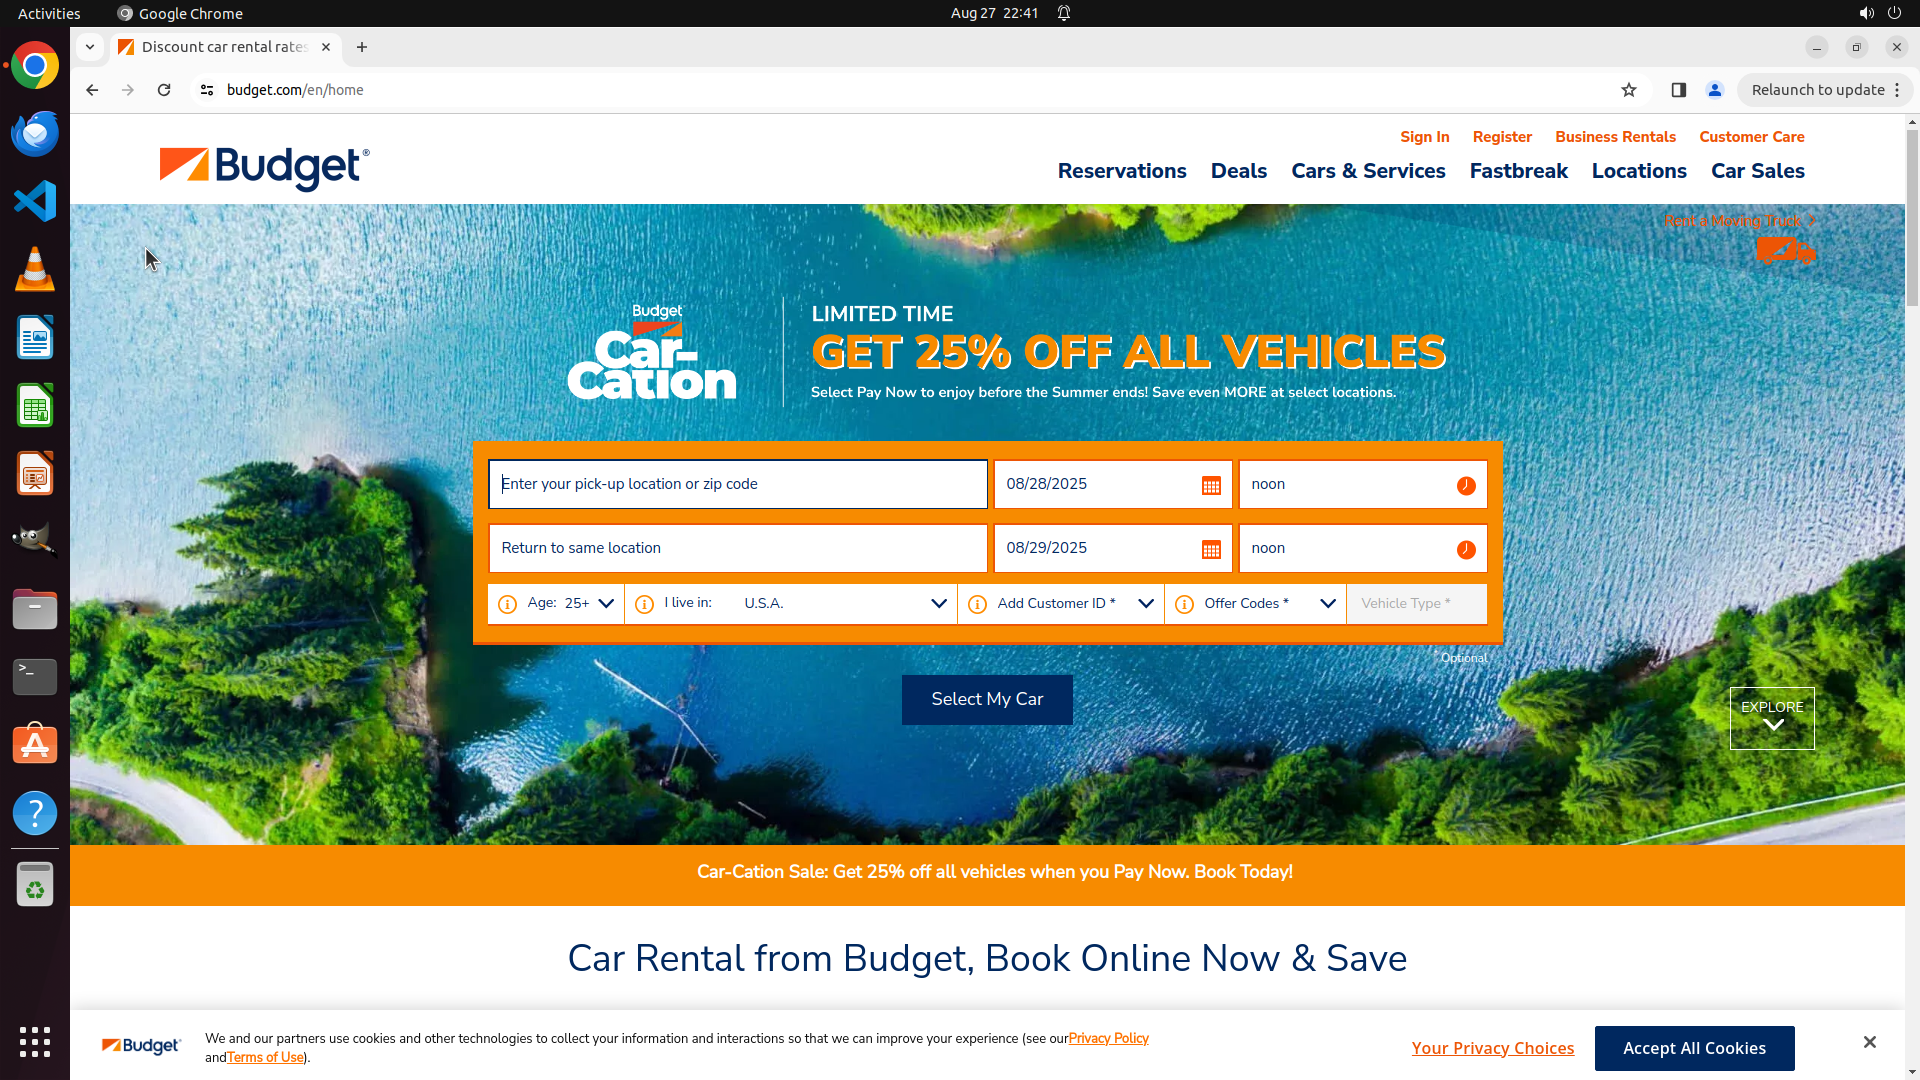 Activities
Google Chrome
Aug 27 22:41
Discount car rental rates
budget.com/en/home
Relaunch to update
Sign In
Register
Business Rentals
Customer Care
Budget®
Reservations
Deals
Cars & Services
Fastbreak
Locations
Car Sales
Rent a Moving Truck >
Budget
Car-
Cation
LIMITED TIME
GET 25% OFF ALL VEHICLES
Select Pay Now to enjoy before the Summer ends! Save even MORE at select locations.
Enter your pick-up location or zip code
08/28/2025
noon
Return to same location
08/29/2025
noon
Age: 25+
I live in: U.S.A.
Add Customer ID *
Offer Codes *
Vehicle Type *
* Optional
Select My Car
EXPLORE
Car-Cation Sale: Get 25% off all vehicles when you Pay Now. Book Today!
Car Rental from Budget, Book Online Now & Save
Budget
We and our partners use cookies and other technologies to collect your information and interactions so that we can improve your experience (see our Privacy Policy
and Terms of Use).
Your Privacy Choices
Accept All Cookies